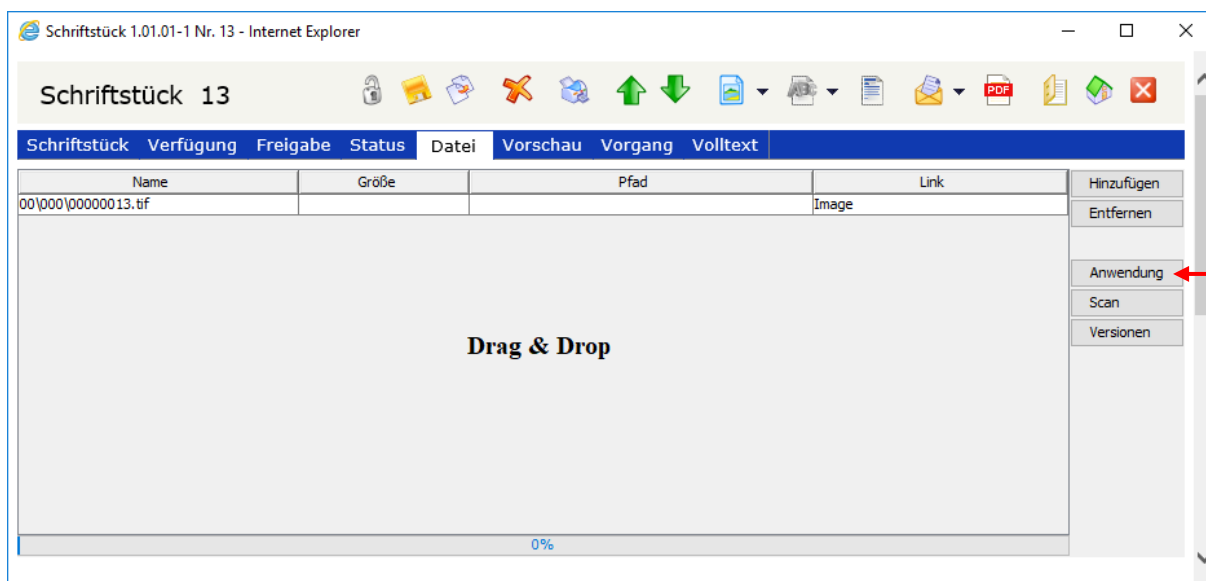 Schriftstück 1.01.01-1 Nr. 13 - Internet Explorer
Schriftstück 13
PDF
Schriftstück Verfügung Freigabe Status Datei Vorschau Vorgang Volltext
Name Größe Pfad Link
00\000\00000013.tif Image
Hinzufügen
Entfernen
Anwendung
Scan
Versionen
Drag & Drop
0%